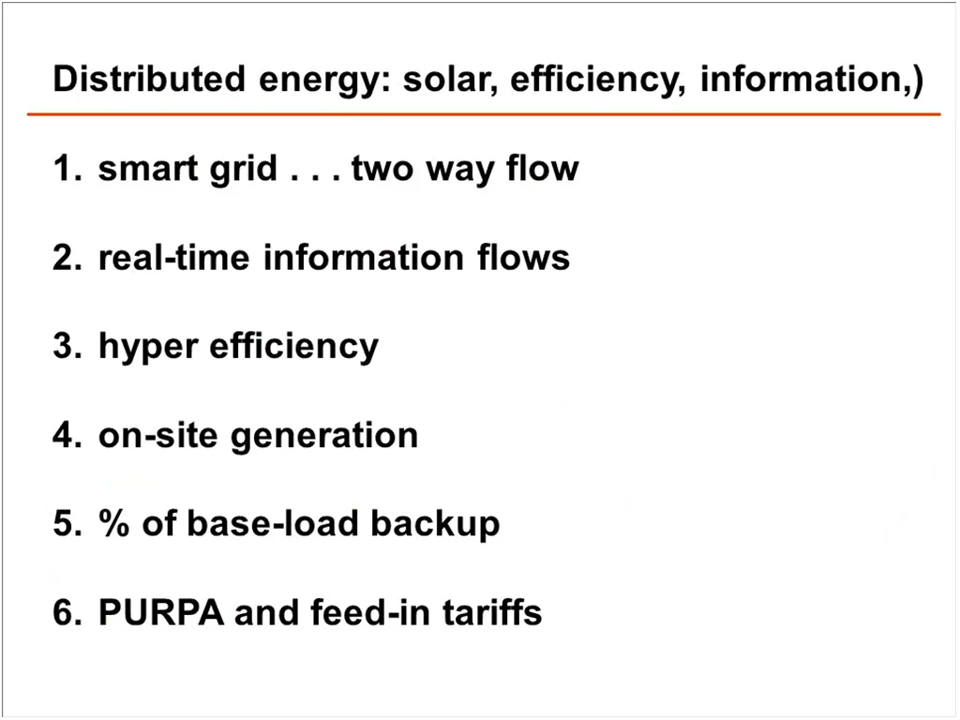 Distributed energy: solar, efficiency, information,)
1. smart grid . . . two way flow
2. real-time information flows
3. hyper efficiency
4. on-site generation
5. % of base-load backup
6. PURPA and feed-in tariffs